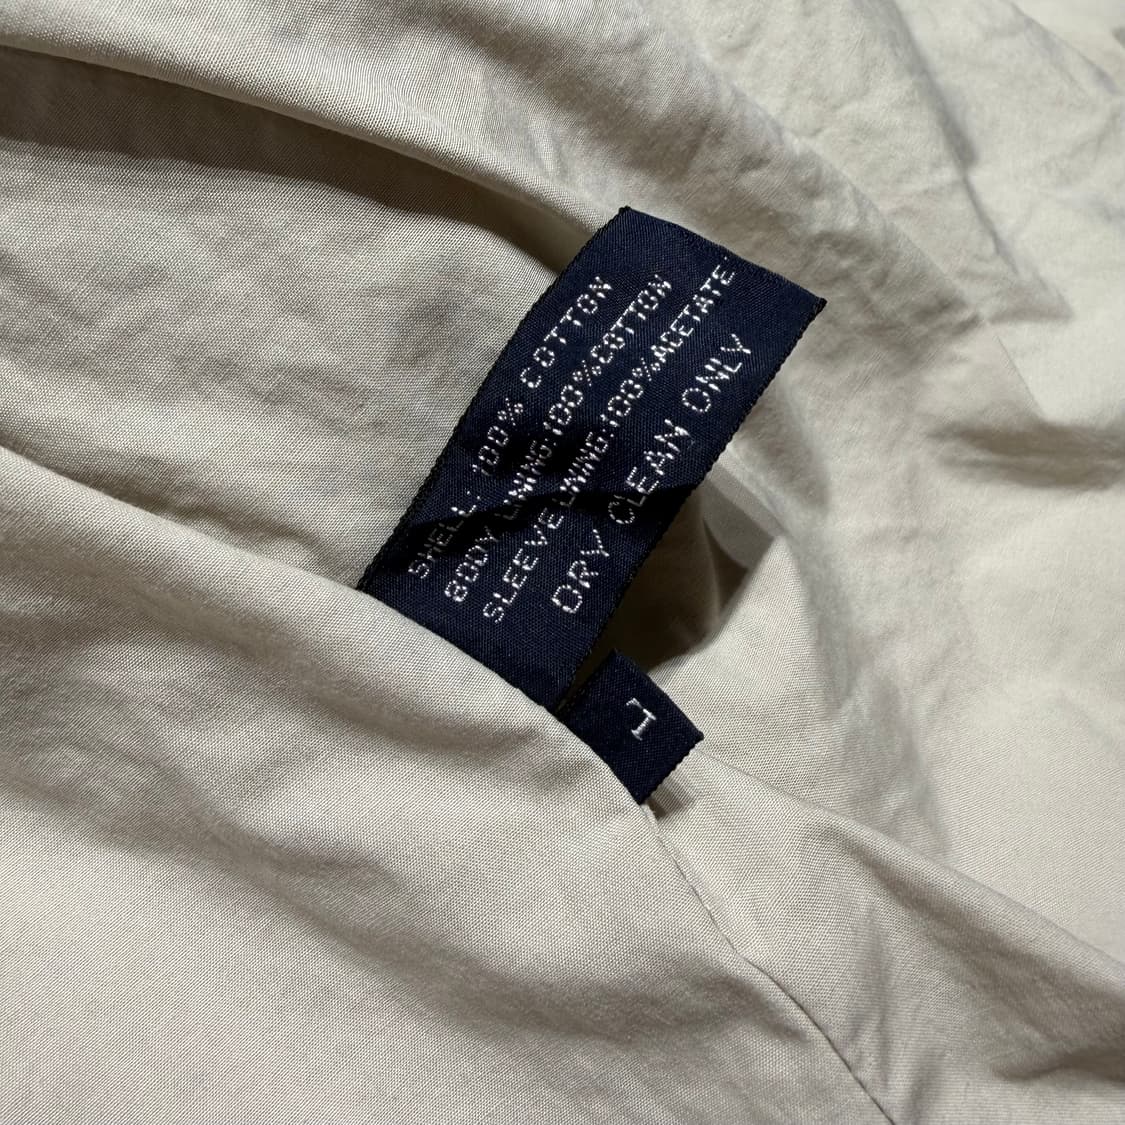 SHELL: 100% COTTON
BODY LINING: 100% COTTON
SLEEVE LINING: 100% ACETATE
DRY CLEAN ONLY
L